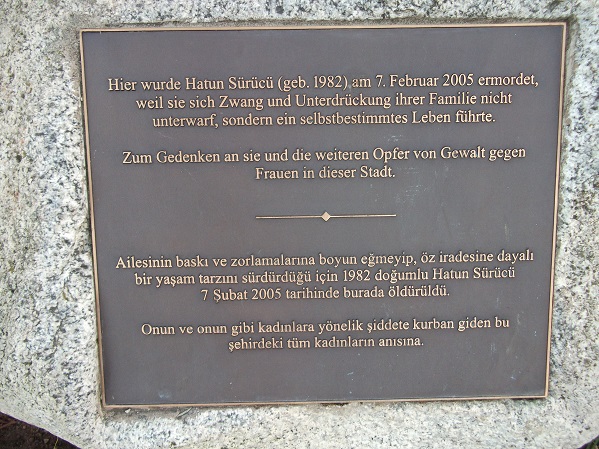 Hier wurde Hatun Sürücü (geb. 1982) am 7. Februar 2005 ermordet,
weil sie sich Zwang und Unterdrückung ihrer Familie nicht
unterwarf, sondern ein selbstbestimmtes Leben führte.
Zum Gedenken an sie und die weiteren Opfer von Gewalt gegen
Frauen in dieser Stadt.
Ailesinin baskı ve zorlamalarına boyun eğmeyip, öz iradesine dayalı
bir yaşam tarzını sürdürdüğü için 1982 doğumlu Hatun Sürücü
7 Şubat 2005 tarihinde burada öldürüldü.
Onun ve onun gibi kadınlara yönelik şiddete kurban giden bu
şehirdeki tüm kadınların anısına.